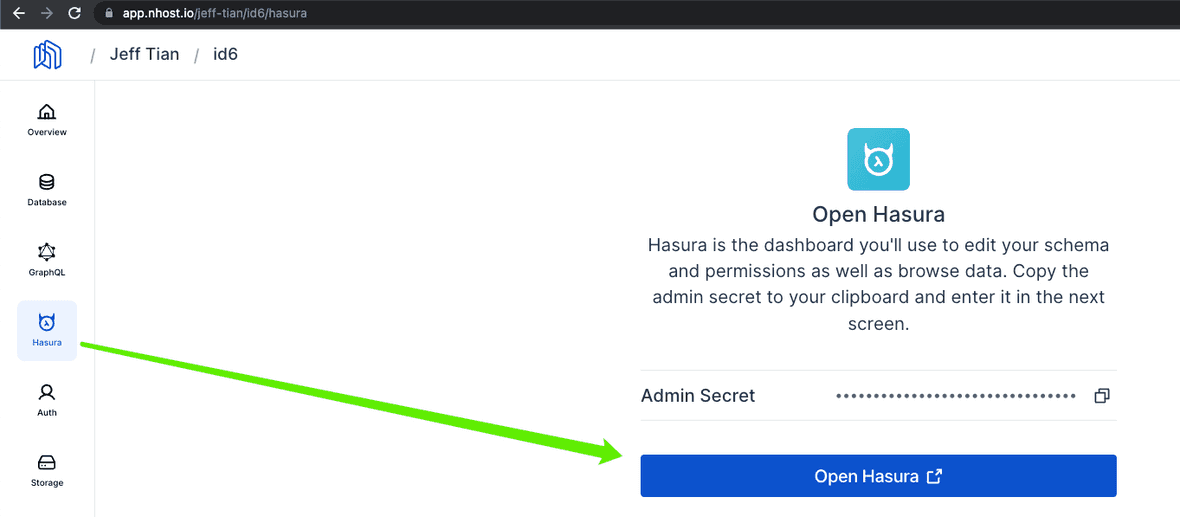 app.nhost.io/jeff-tian/id6/hasura
/ Jeff Tian / id6
Overview
Database
GraphQL
Hasura
Auth
Storage
Open Hasura
Hasura is the dashboard you'll use to edit your schema
and permissions as well as browse data. Copy the
admin secret to your clipboard and enter it in the next
screen.
Admin Secret ••••••••••••••••••••••••••••••••
Open Hasura